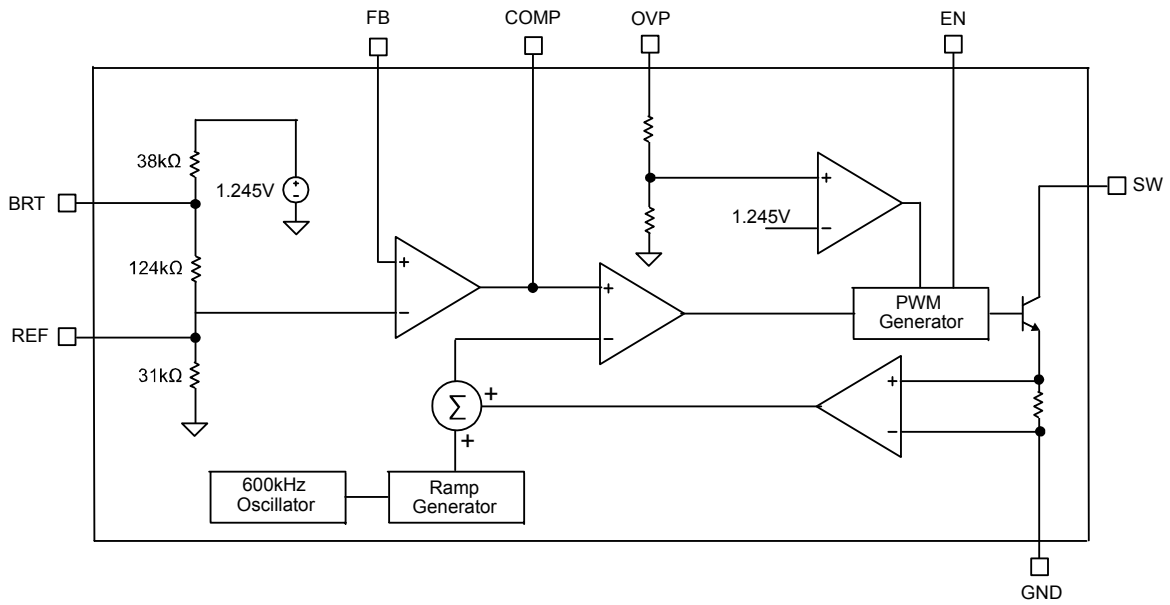 FB
COMP
OVP
EN
38kΩ
1.245V
BRT
SW
+
-
+
-
1.245V
-
124kΩ
+
-
+
-
PWM
Generator
REF
31kΩ
+
-
Σ
+
+
600kHz
Oscillator
Ramp
Generator
GND